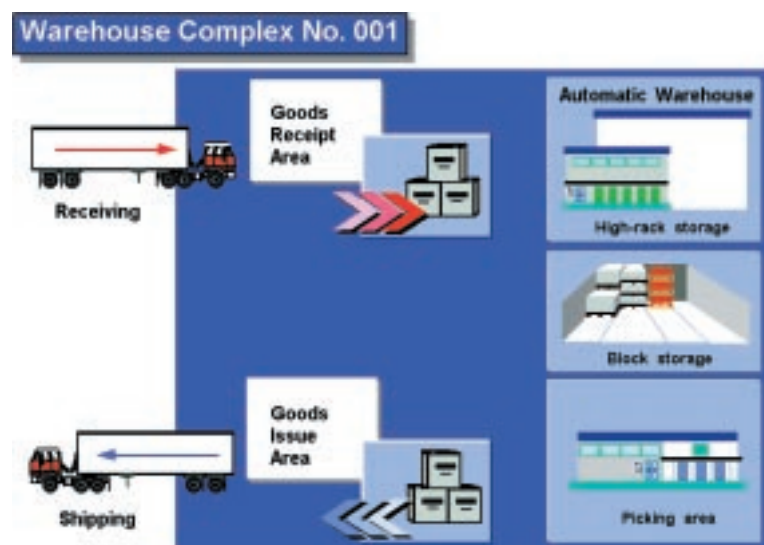 Warehouse Complex No. 001
Goods
Receipt
Area
Automatic Warehouse
Receiving
High-rack storage
Block storage
Goods
Issue
Area
Shipping
Picking area